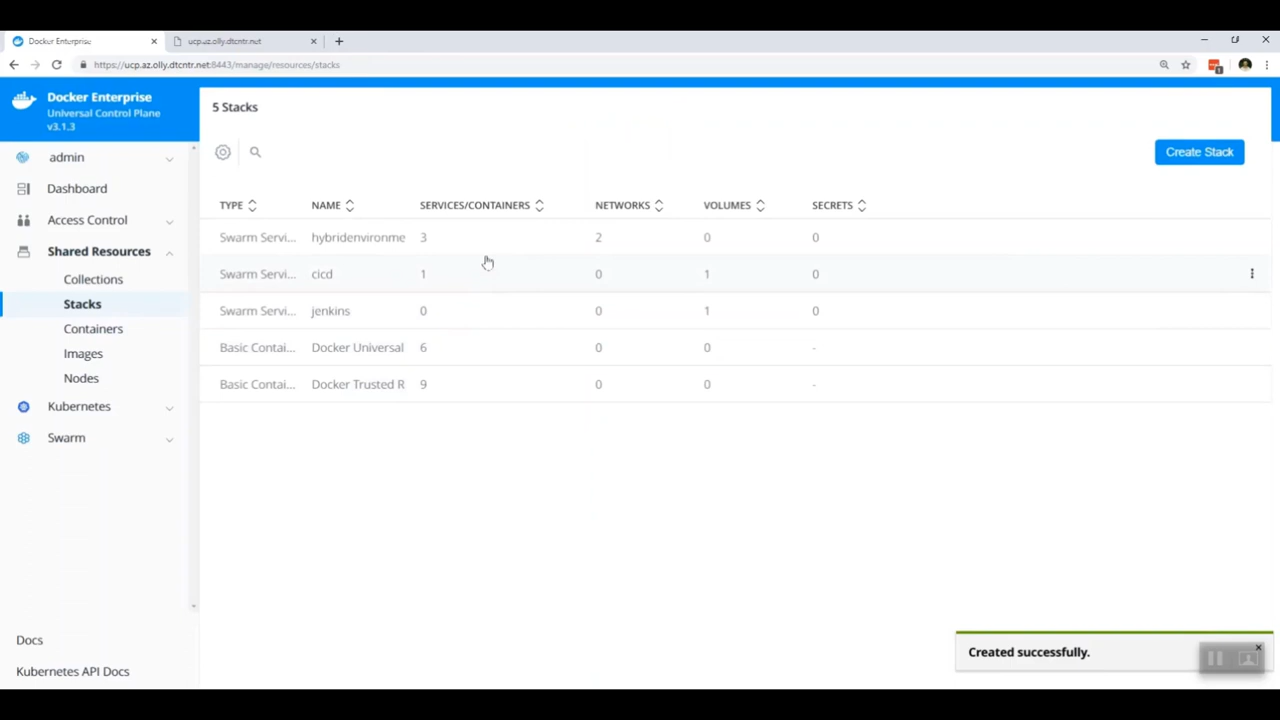 Docker Enterprise
ucp.az.olly.dtcntr.net
https://ucp.az.olly.dtcntr.net:8443/manage/resources/stacks
1
Docker Enterprise
Universal Control Plane
v3.1.3
admin
Dashboard
Access Control
Shared Resources
Collections
Stacks
Containers
Images
Nodes
Kubernetes
Swarm
Docs
Kubernetes API Docs
5 Stacks
Create Stack
TYPE NAME SERVICES/CONTAINERS NETWORKS VOLUMES SECRETS
Swarm Servi... hybridenvironme 3 2 0 0
Swarm Servi... cicd 1 0 1 0
Swarm Servi... jenkins 0 0 1 0
Basic Contai... Docker Universal 6 0 0 -
Basic Contai... Docker Trusted R 9 0 0 -
Created successfully.